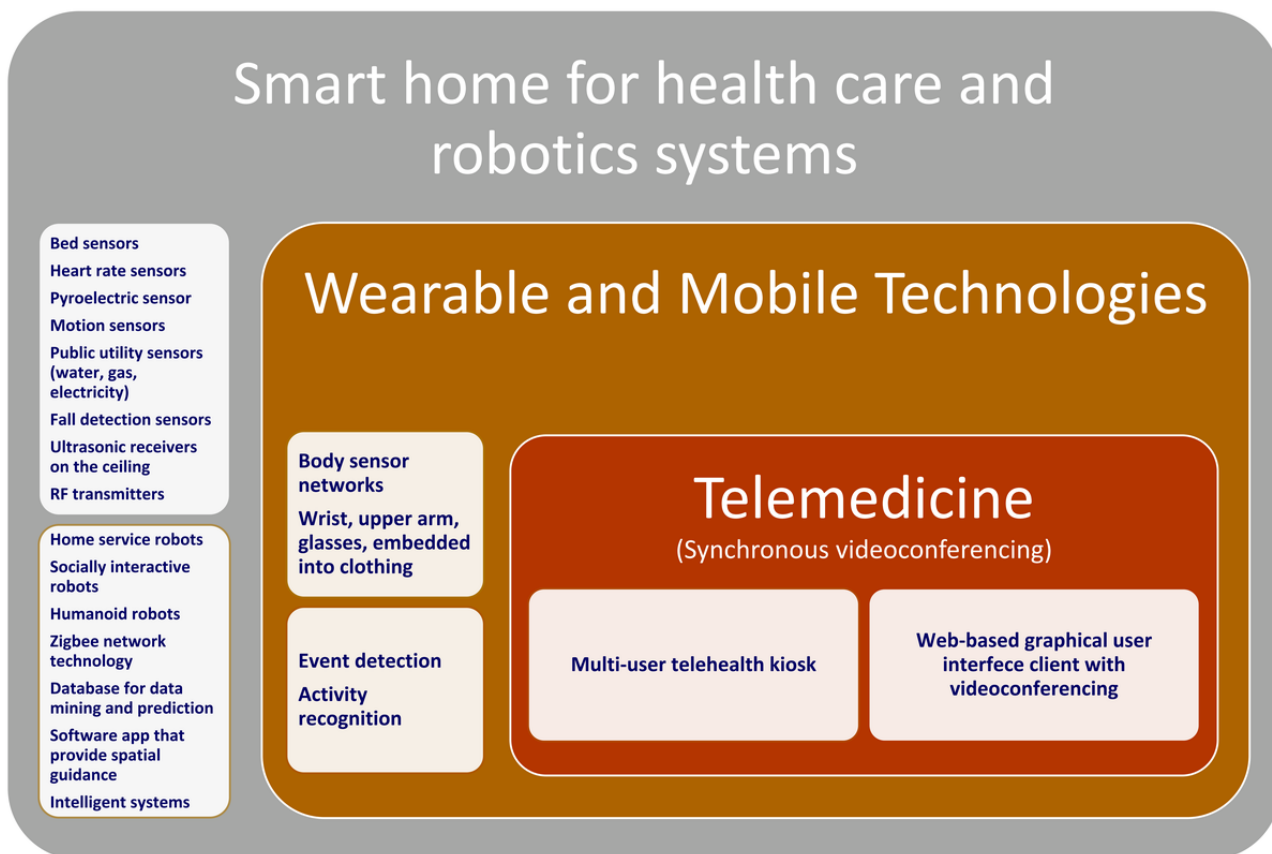 Smart home for health care and
robotics systems
Bed sensors
Heart rate sensors
Pyroelectric sensor
Motion sensors
Public utility sensors
(water, gas,
electricity)
Fall detection sensors
Ultrasonic receivers
on the ceiling
RF transmitters
Home service robots
Socially interactive
robots
Humanoid robots
Zigbee network
technology
Database for data
mining and prediction
Software app that
provide spatial
guidance
Intelligent systems
Wearable and Mobile Technologies
Body sensor
networks
Wrist, upper arm,
glasses, embedded
into clothing
Event detection
Activity
recognition
Telemedicine
(Synchronous videoconferencing)
Multi-user telehealth kiosk
Web-based graphical user
interfece client with
videoconferencing